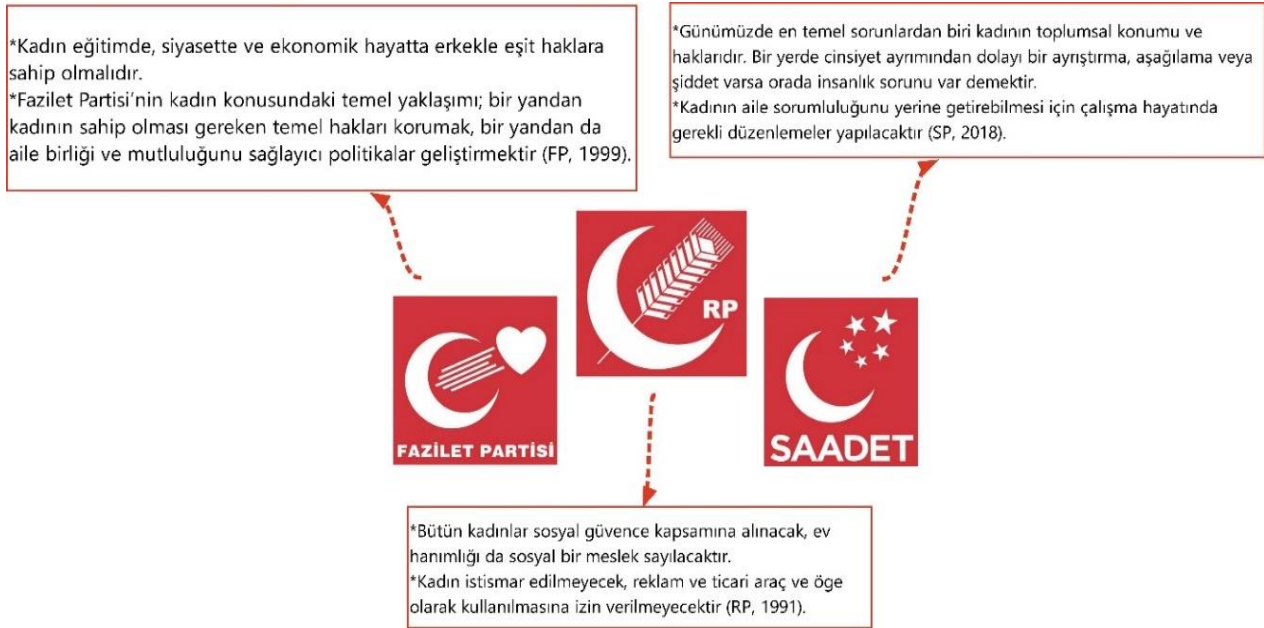 *Kadın eğitimde, siyasette ve ekonomik hayatta erkekle eşit haklara
sahip olmalıdır.
*Fazilet Partisi'nin kadın konusundaki temel yaklaşımı; bir yandan
kadının sahip olması gereken temel hakları korumak, bir yandan da
aile birliği ve mutluluğunu sağlayıcı politikalar geliştirmektir (FP, 1999).
*Günümüzde en temel sorunlardan biri kadının toplumsal konumu ve
haklarıdır. Bir yerde cinsiyet ayrımından dolayı bir ayrıştırma, aşağılama veya
şiddet varsa orada insanlık sorunu var demektir.
*Kadının aile sorumluluğunu yerine getirebilmesi için çalışma hayatında
gerekli düzenlemeler yapılacaktır (SP, 2018).
FAZİLET PARTİSİ
RP
SAADET
*Bütün kadınlar sosyal güvence kapsamına alınacak, ev
hanımlığı da sosyal bir meslek sayılacaktır.
*Kadın istismar edilmeyecek, reklam ve ticari araç ve öge
olarak kullanılmasına izin verilmeyecektir (RP, 1991).